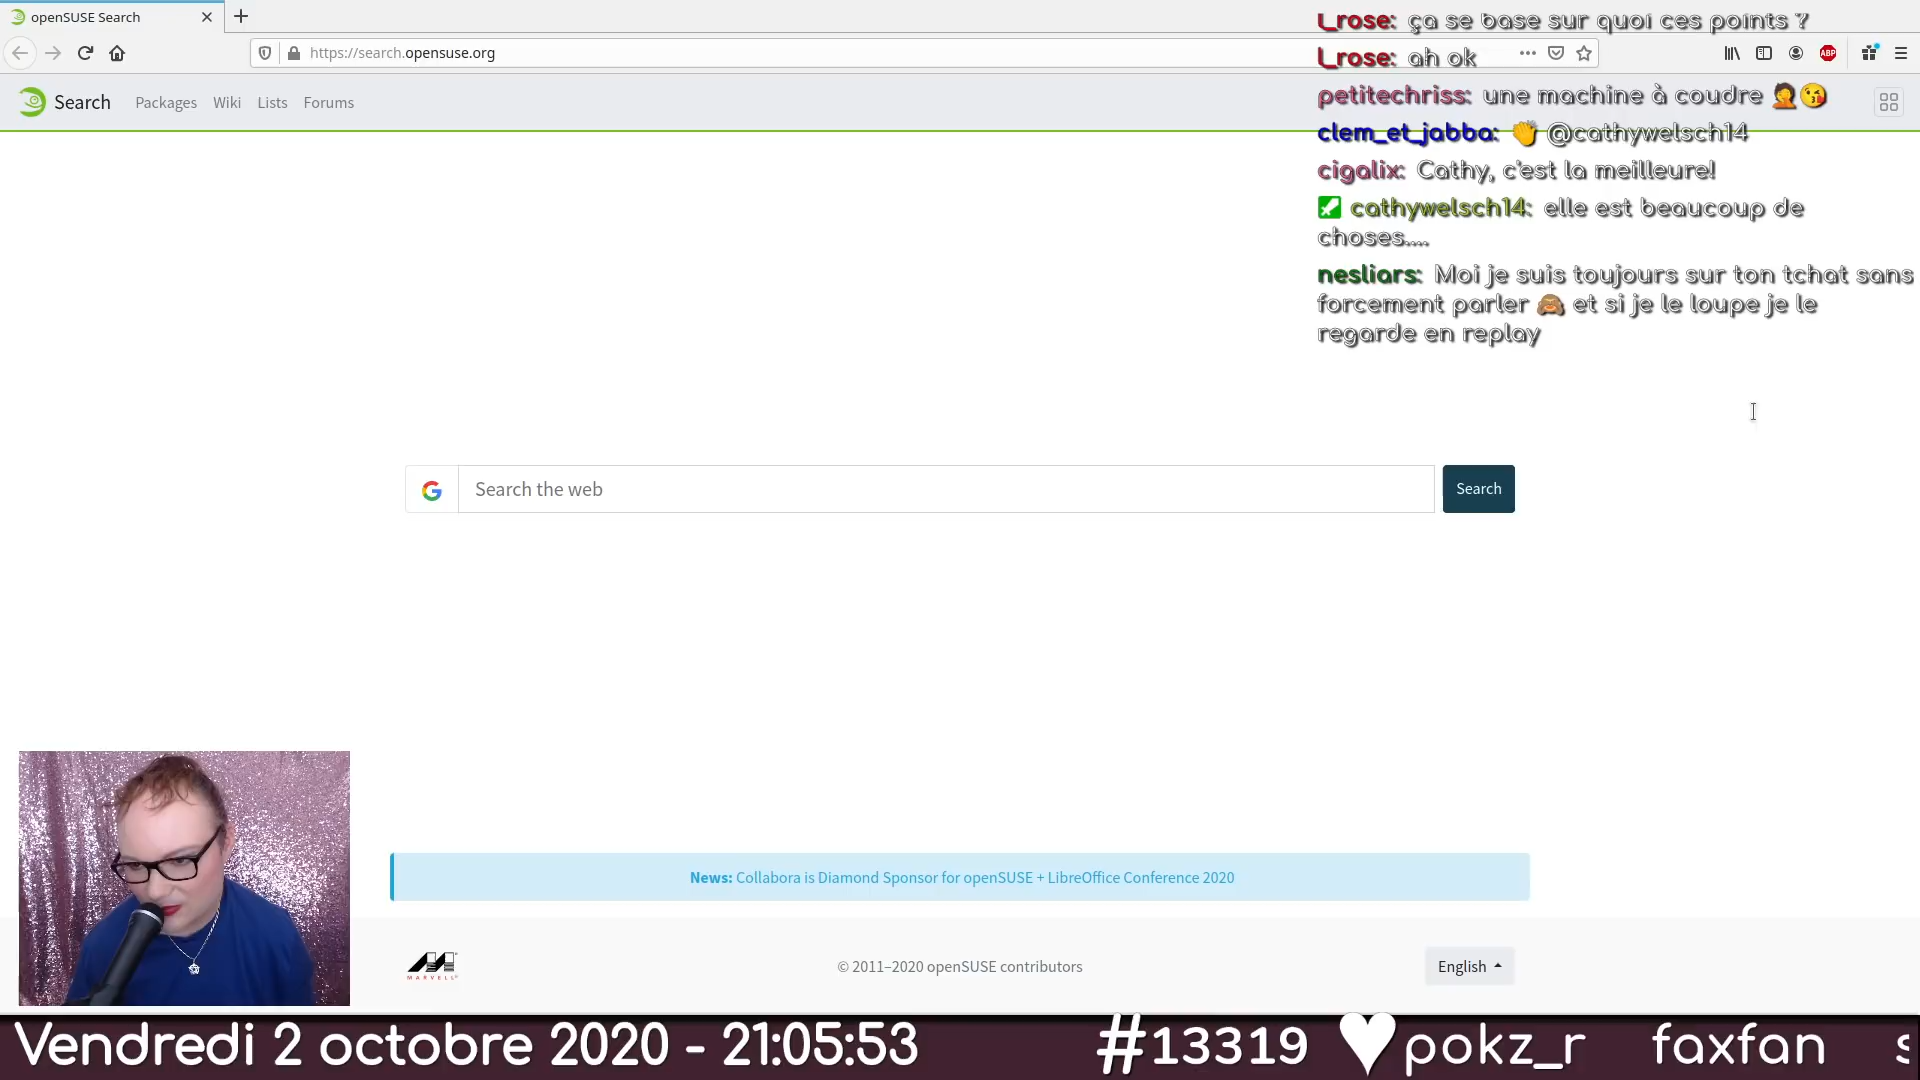 openSUSE Search
https://search.opensuse.org
ABP
Search Packages Wiki Lists Forums
l_rose: ça se base sur quoi ces points ?
l_rose: ah ok
petitechriss: une machine à coudre 🤦😘
clem_et_jabba: 👏 @cathywelsch14
cigalix: Cathy, c'est la meilleure!
cathywelsch14: elle est beaucoup de
choses....
nesliars: Moi je suis toujours sur ton tchat sans
forcement parler 🙈 et si je le loupe je le
regarde en replay
Search the web
Search
News: Collabora is Diamond Sponsor for openSUSE + LibreOffice Conference 2020
MARVELL
© 2011–2020 openSUSE contributors
English
Vendredi 2 octobre 2020 - 21:05:53 #13319 ♥ pokz_r faxfan